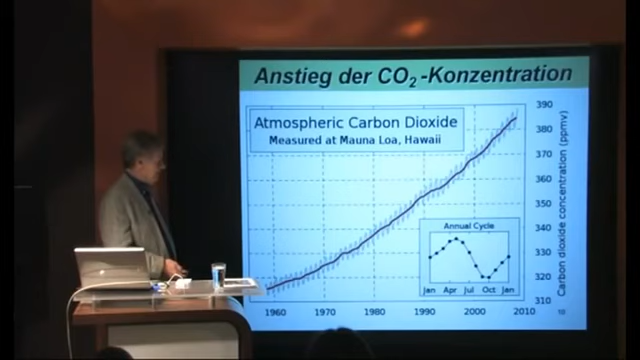 Anstieg der CO₂-Konzentration
Atmospheric Carbon Dioxide
Measured at Mauna Loa, Hawaii
390
380
370
360
350
340
330
320
310
Carbon dioxide concentration (ppmv)
Annual Cycle
Jan Apr Jul Oct Jan
1960 1970 1980 1990 2000 2010